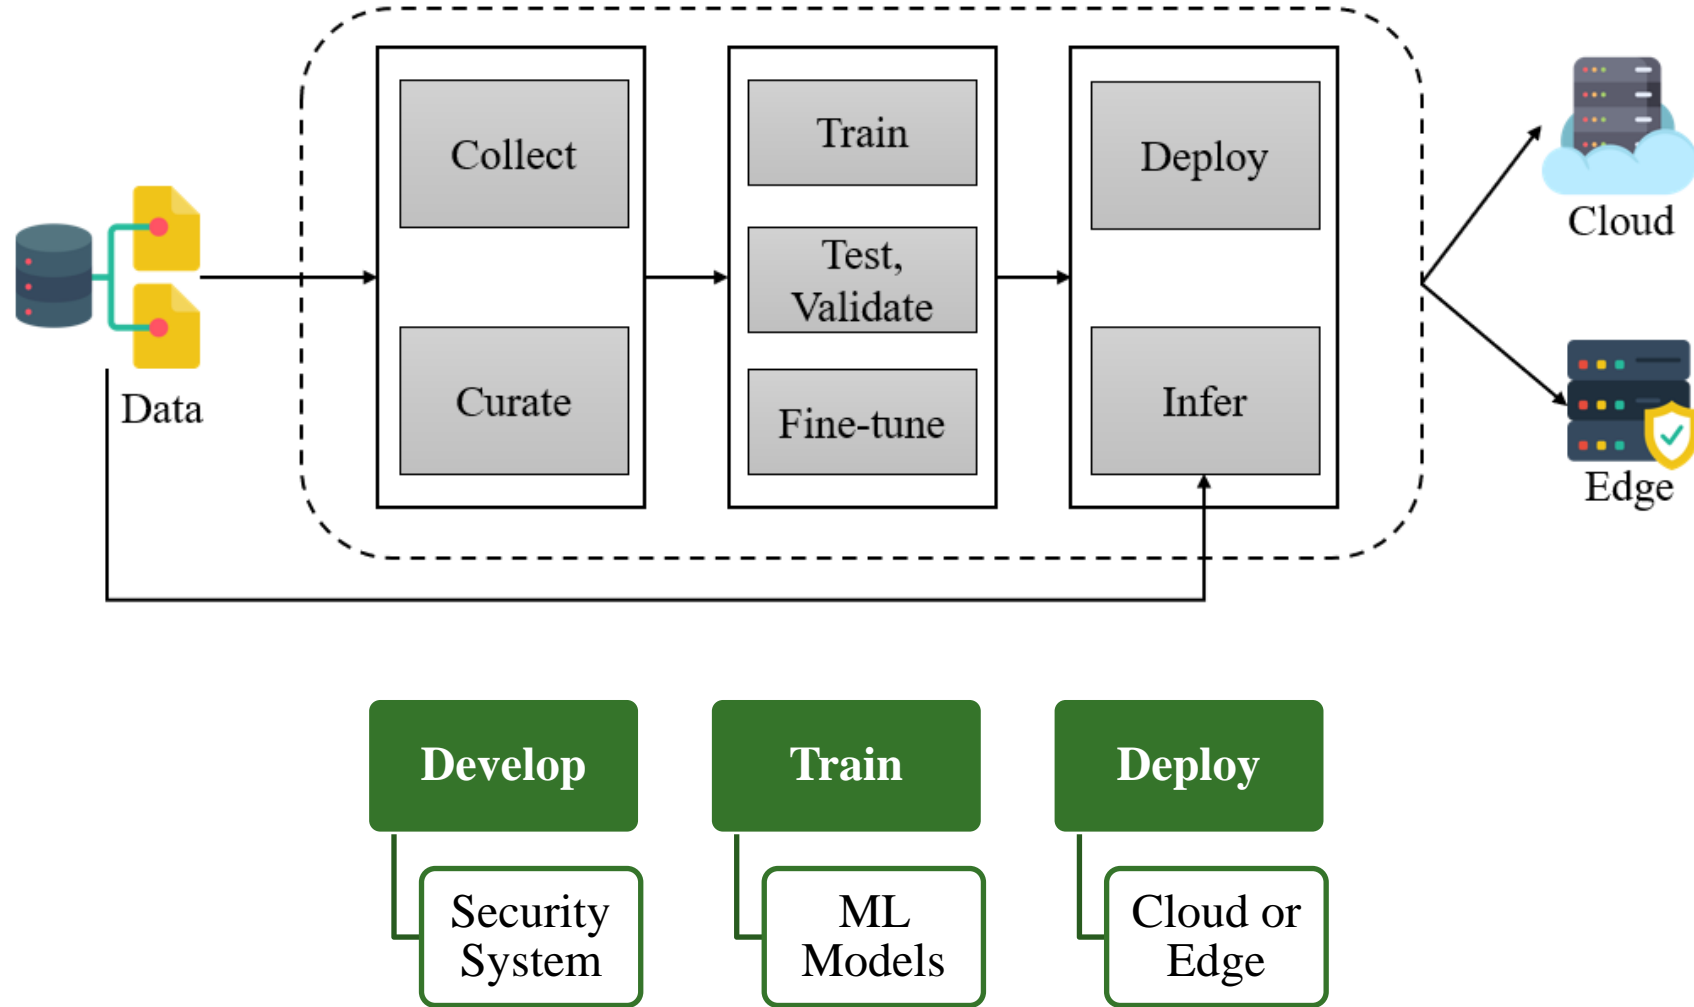 Collect
Train
Deploy
Test,
Validate
Curate
Fine-tune
Infer
Data
Cloud
Edge
Develop
Train
Deploy
Security
System
ML
Models
Cloud or
Edge